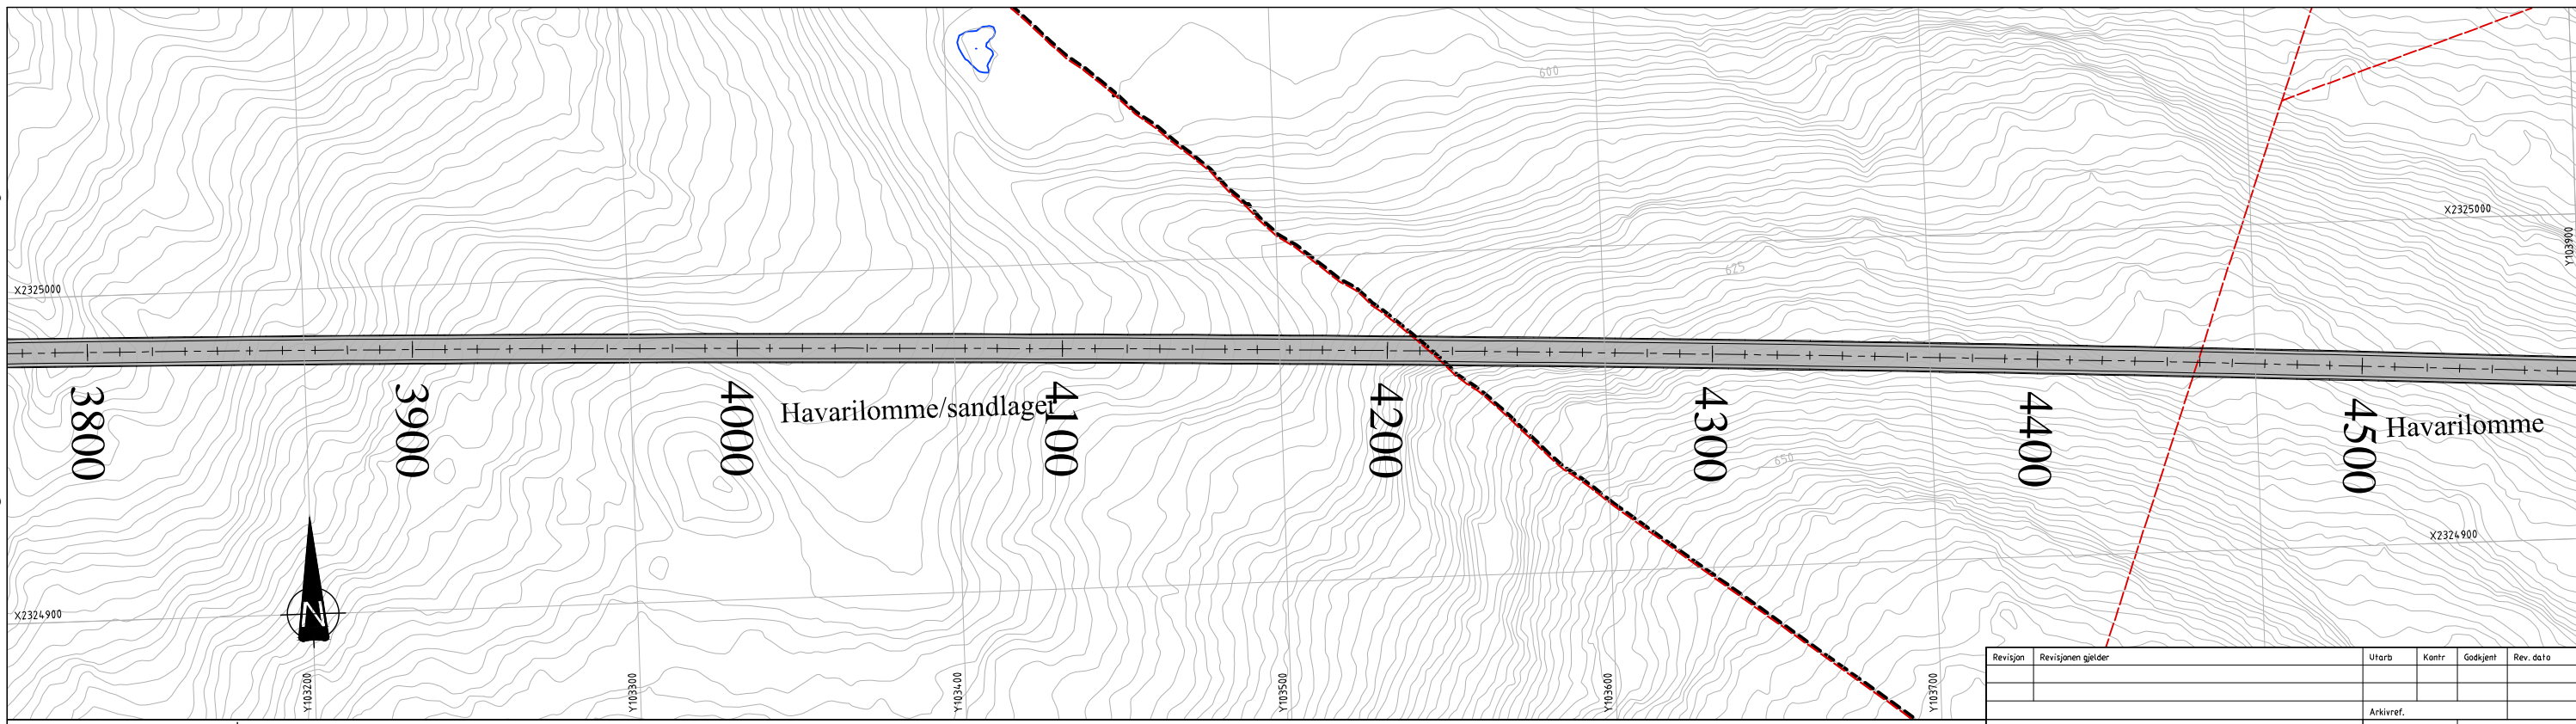 600
X2325000
Y103900
625
X2325000
3800
3900
4000
Havarilomme/sandlager
4100
4200
4300
4400
4500
Havarilomme
650
X2324900
X2324900
N
Y103200
Y103300
Y103400
Y103500
Y103600
Y103700
Revisjon Revisjonen gjelder Utarb Kontr Godkjent Rev. dato
Arkivref.